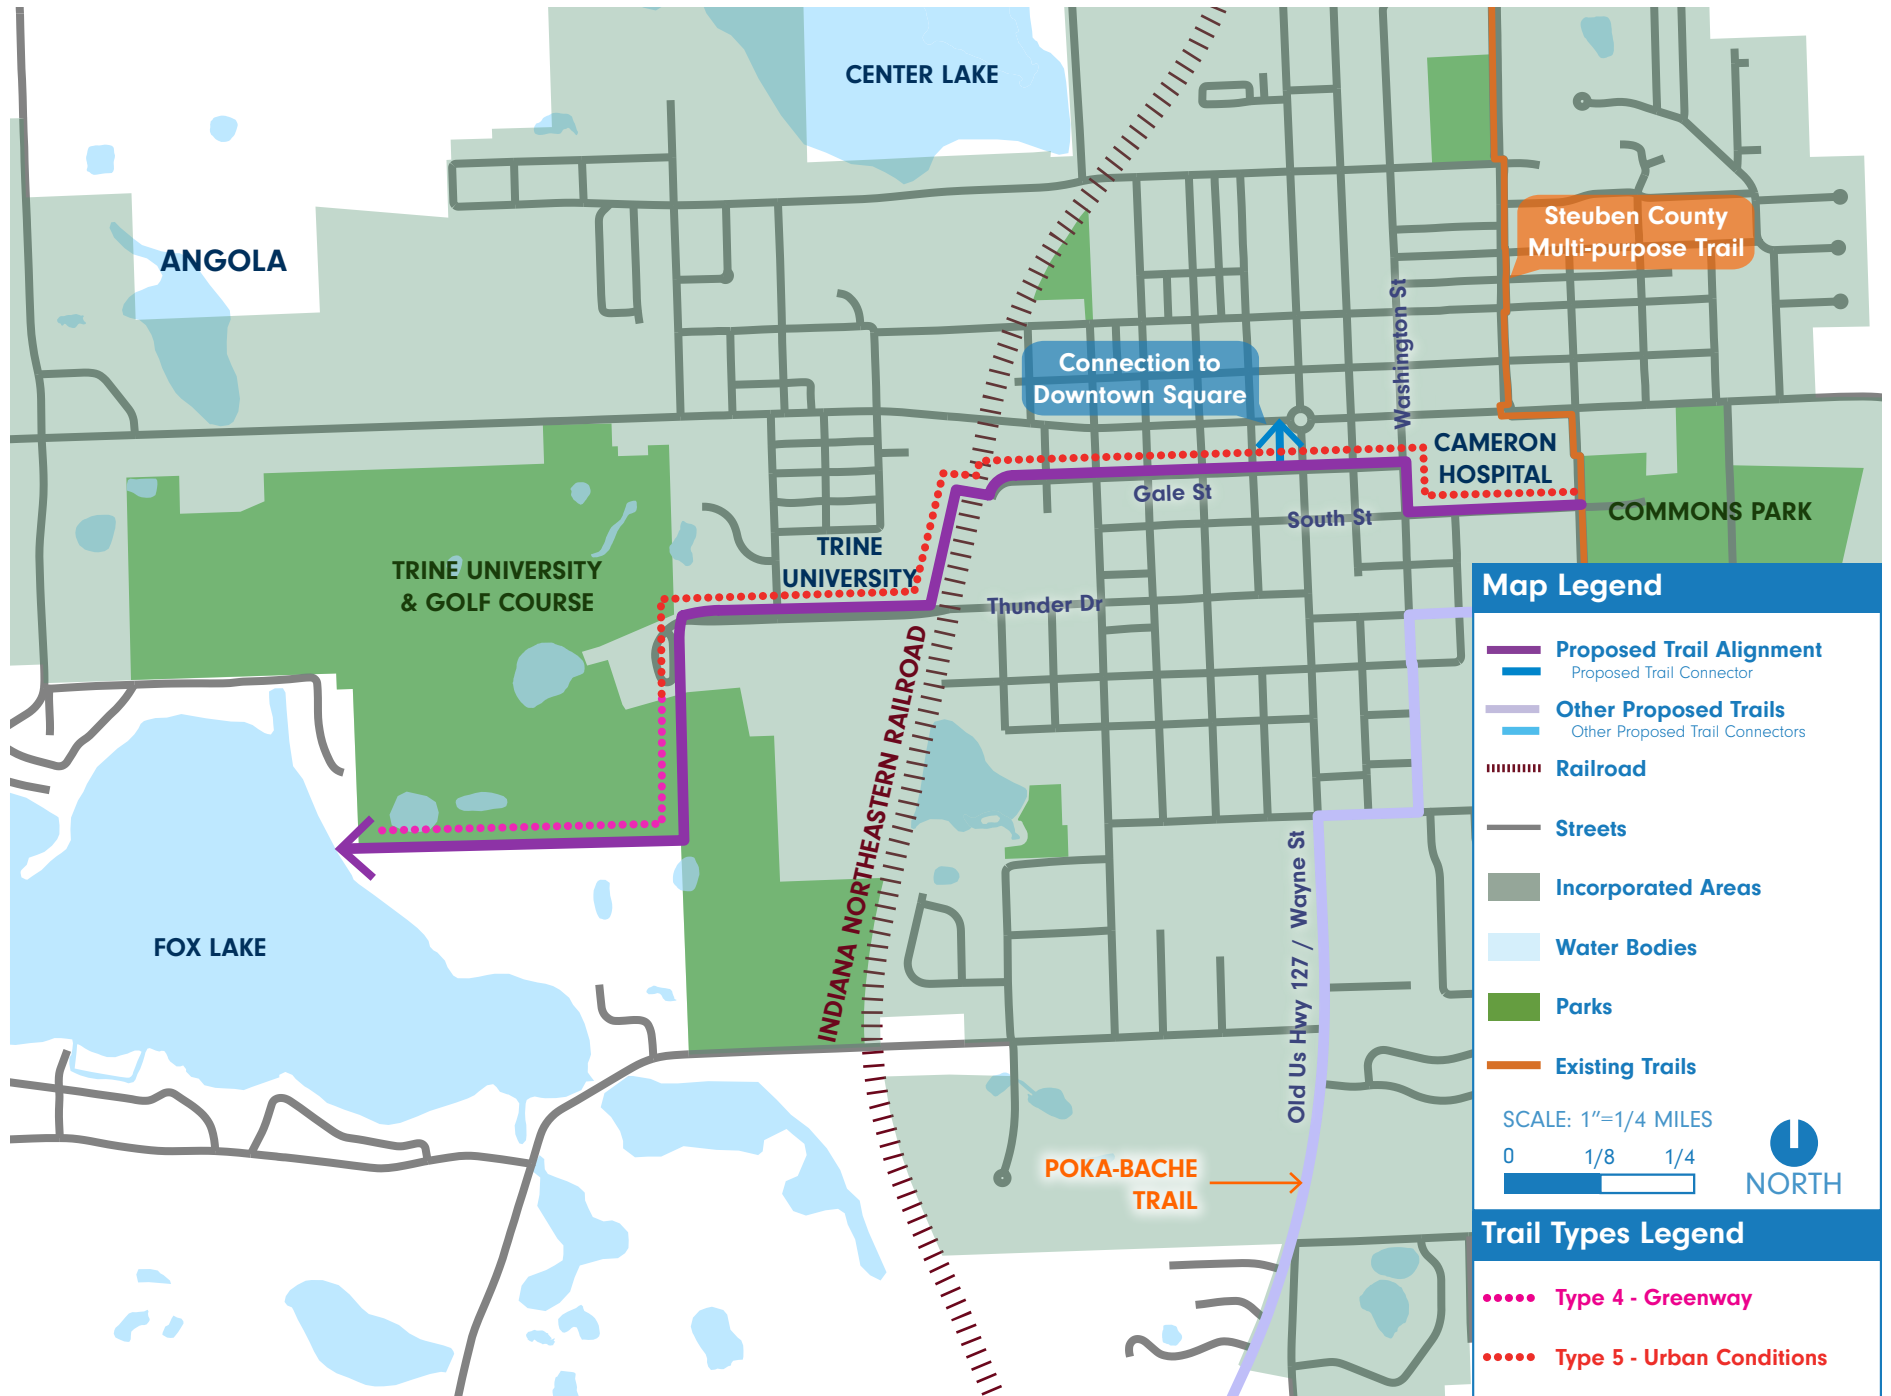 CENTER LAKE
Steuben County
Multi-purpose Trail
ANGOLA
Washington St
Connection to
Downtown Square
CAMERON
HOSPITAL
Gale St
South St
COMMONS PARK
TRINE
UNIVERSITY
TRINE UNIVERSITY
& GOLF COURSE
Thunder Dr
INDIANA NORTHEASTERN RAILROAD
FOX LAKE
Old Us Hwy 127 / Wayne St
POKA-BACHE
TRAIL
Map Legend
Proposed Trail Alignment
Proposed Trail Connector
Other Proposed Trails
Other Proposed Trail Connectors
Railroad
Streets
Incorporated Areas
Water Bodies
Parks
Existing Trails
SCALE: 1"=1/4 MILES
0 1/8 1/4
NORTH
Trail Types Legend
Type 4 - Greenway
Type 5 - Urban Conditions